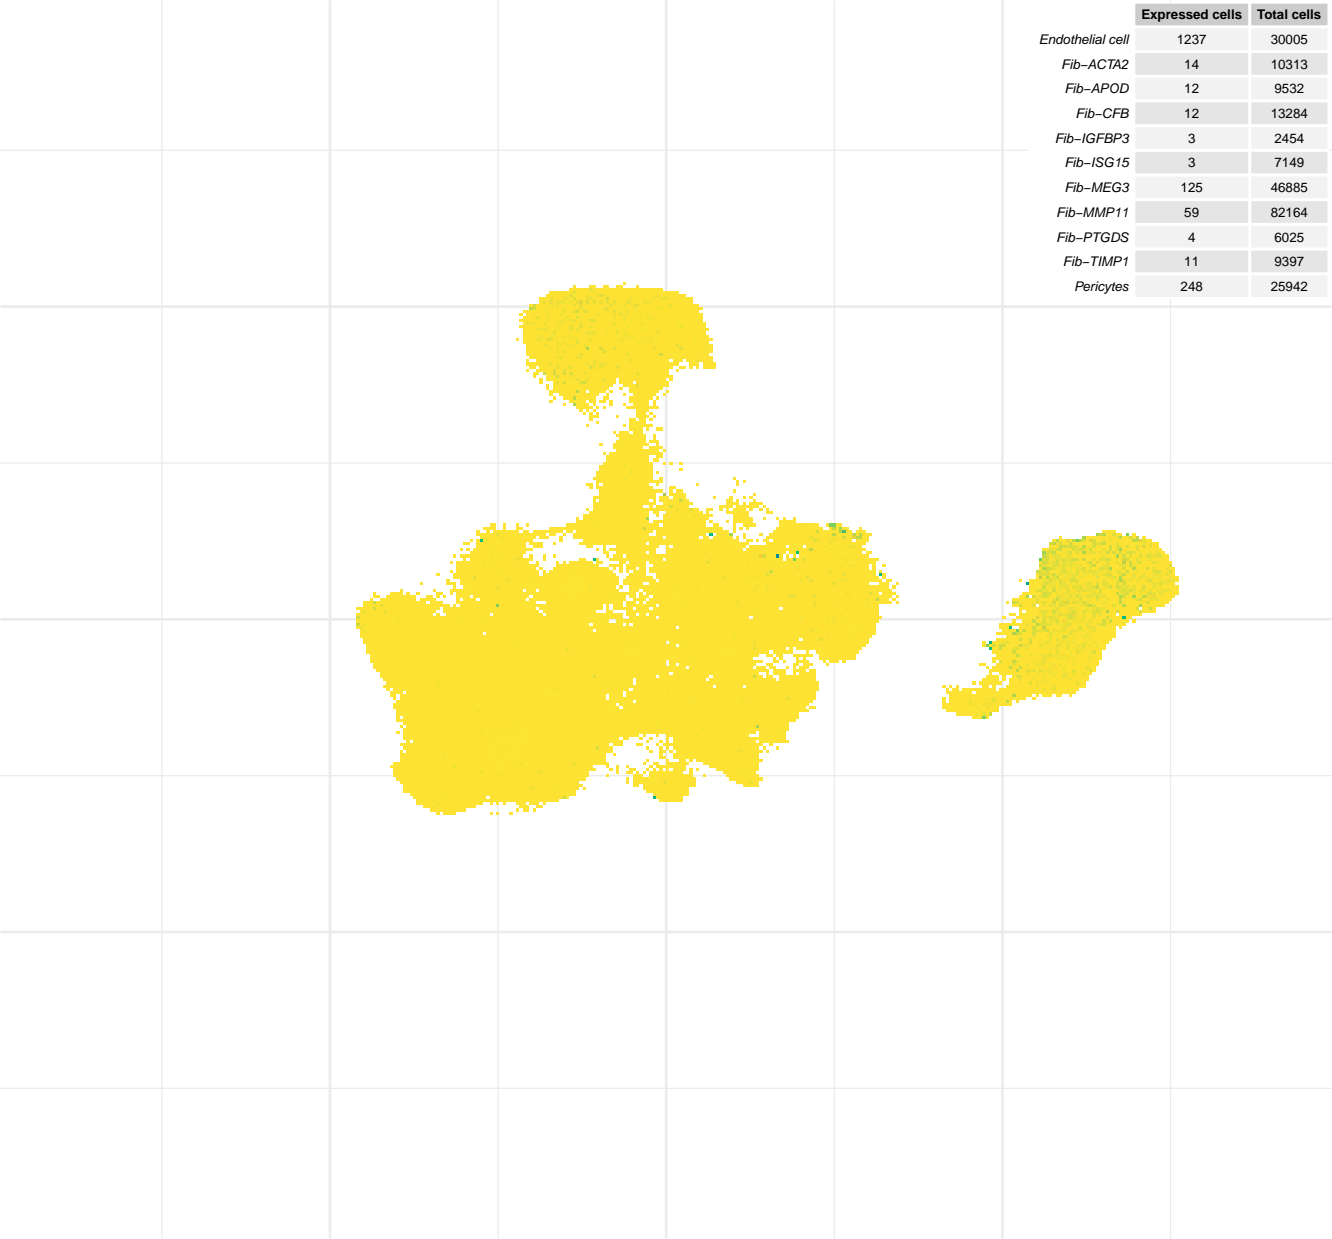 Expressed cells Total cells
Endothelial cell 1237 30005
Fib−ACTA2 14 10313
Fib−APOD 12 9532
Fib−CFB 12 13284
Fib−IGFBP3 3 2454
Fib−ISG15 3 7149
Fib−MEG3 125 46885
Fib−MMP11 59 82164
Fib−PTGDS 4 6025
Fib−TIMP1 11 9397
Pericytes 248 25942